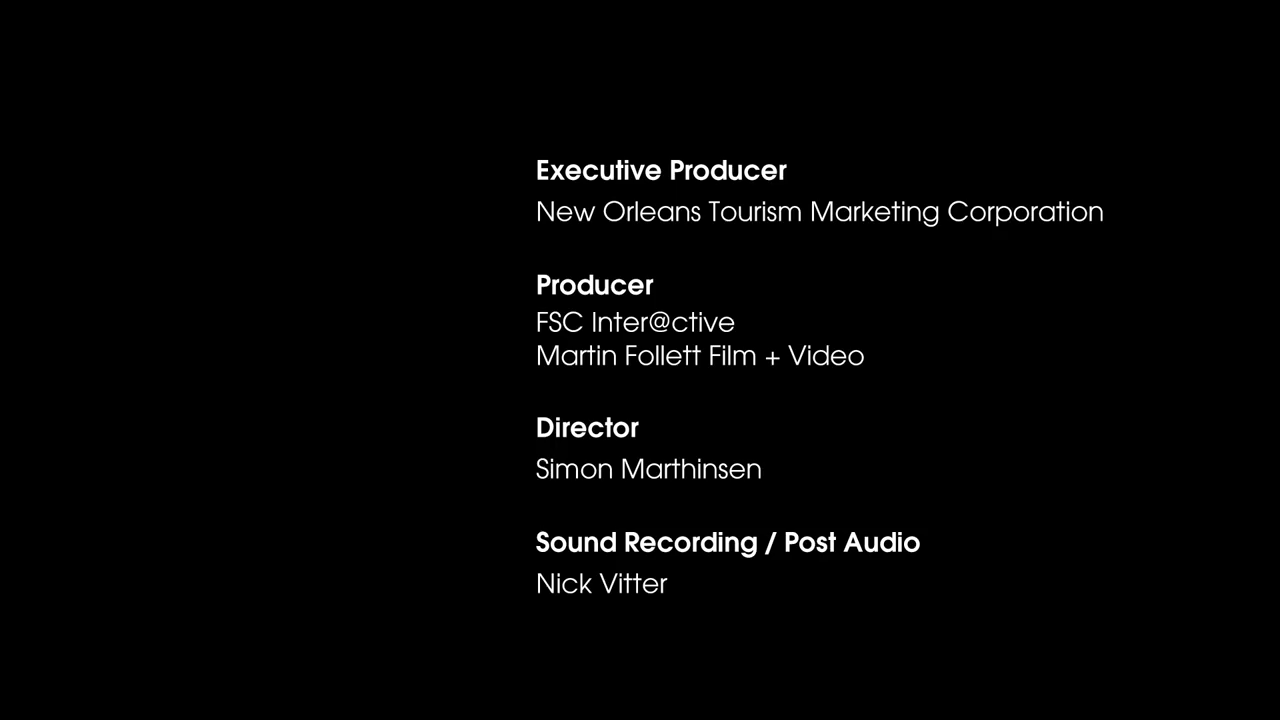 Executive Producer
New Orleans Tourism Marketing Corporation
Producer
FSC Inter@ctive
Martin Follett Film + Video
Director
Simon Marthinsen
Sound Recording / Post Audio
Nick Vitter